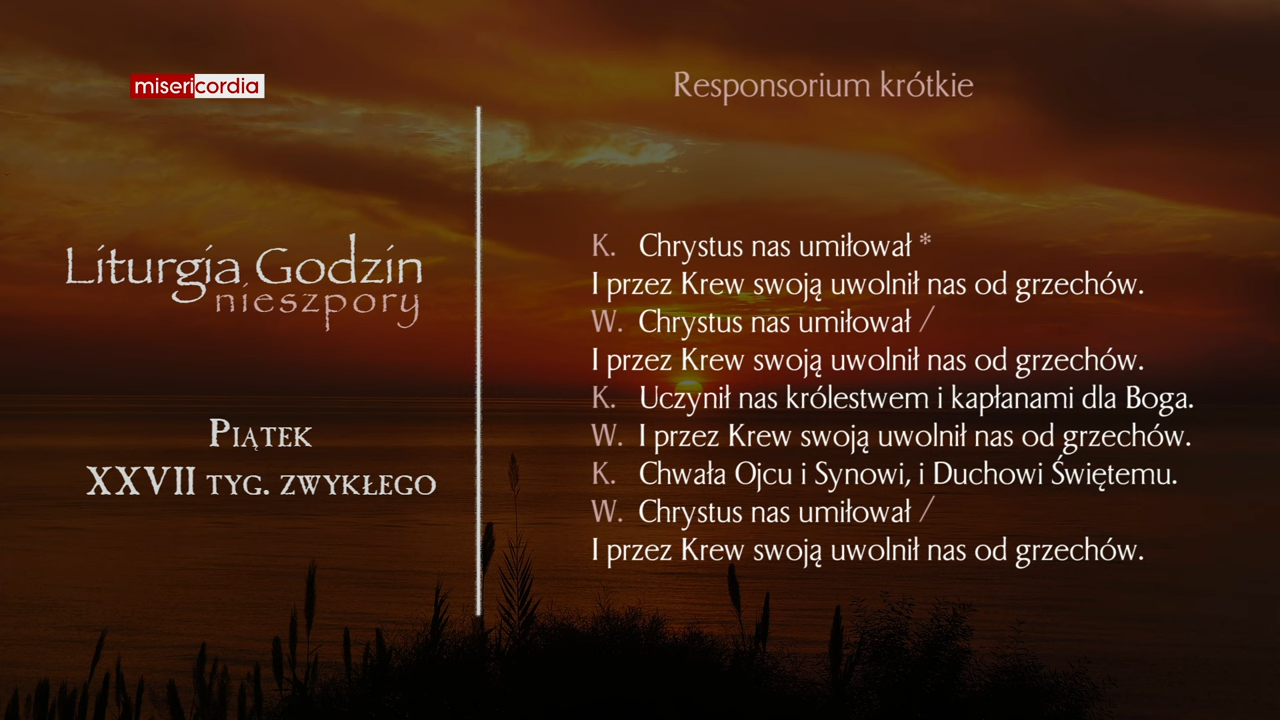 misericordia
Liturgia Godzin
nieszpory
Piątek
XXVII tyg. zwykłego
Responsorium krótkie
K. Chrystus nas umiłował *
I przez Krew swoją uwolnił nas od grzechów.
W. Chrystus nas umiłował /
I przez Krew swoją uwolnił nas od grzechów.
K. Uczynił nas królestwem i kapłanami dla Boga.
W. I przez Krew swoją uwolnił nas od grzechów.
K. Chwała Ojcu i Synowi, i Duchowi Świętemu.
W. Chrystus nas umiłował /
I przez Krew swoją uwolnił nas od grzechów.